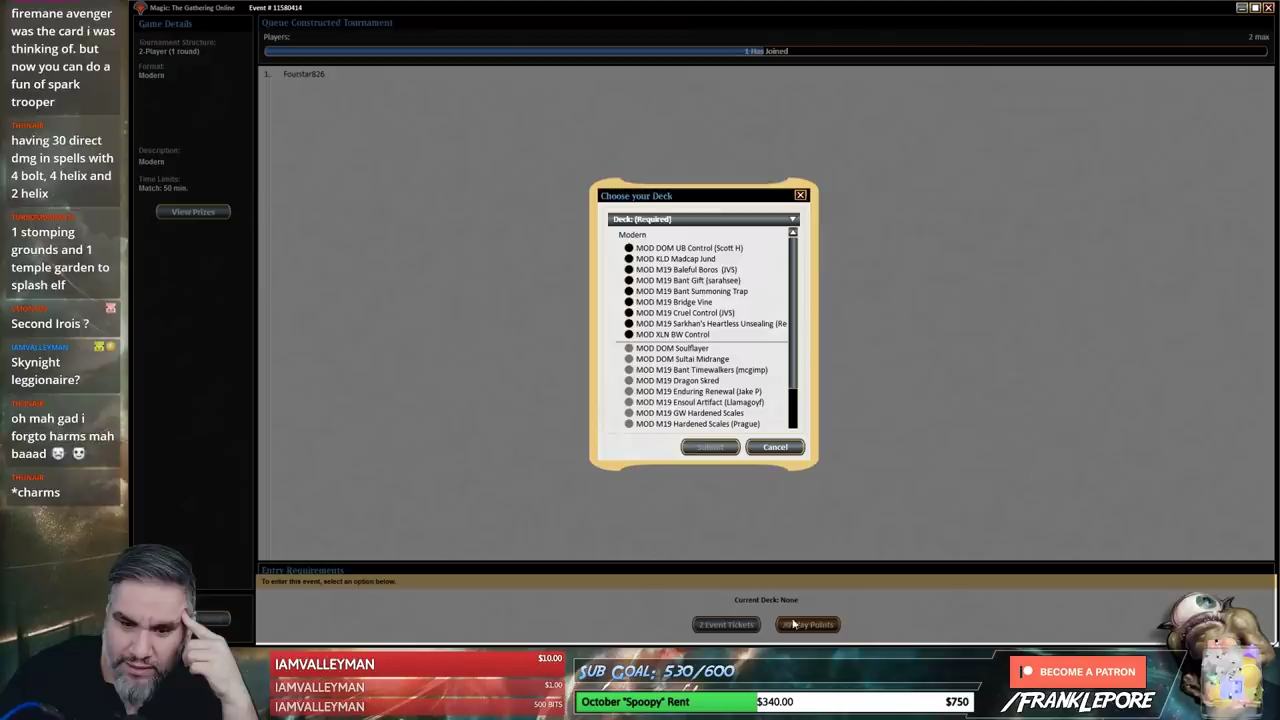 firemane avenger
was the card i was
thinking of. but
now you can do a
fun of spark
trooper
THUNAIR
having 30 direct
dmg in spells with
4 bolt, 4 helix and
2 helix
1 stomping
grounds and 1
temple garden to
splash elf
Second Irois ?
IAMVALLEYMAN
Skynight
legionnaire?
THUNAIR
oh mah gad i
forgto harms mah
baad
THUNAIR
*charms
Magic: The Gathering Online Event # 11580414
Game Details
Tournament Structure:
2-Player (1 round)
Format:
Modern
Description:
Modern
Time Limits:
Match: 50 min.
View Prizes
Queue Constructed Tournament
Players:
2 max
1 Has Joined
1. Fourstar826
Choose your Deck
Deck: (Required)
Modern
MOD DOM UB Control (Scott H)
MOD KLD Madcap Jund
MOD M19 Baleful Boros (JVS)
MOD M19 Bant Gift (sarahsee)
MOD M19 Bant Summoning Trap
MOD M19 Bridge Vine
MOD M19 Cruel Control (JVS)
MOD M19 Sarkhan's Heartless Unsealing (Re
MOD XLN BW Control
MOD DOM Soulflayer
MOD DOM Sultai Midrange
MOD M19 Bant Timewalkers (mcgimp)
MOD M19 Dragon Skred
MOD M19 Enduring Renewal (Jake P)
MOD M19 Ensoul Artifact (Llamagoyf)
MOD M19 GW Hardened Scales
MOD M19 Hardened Scales (Prague)
Submit Cancel
Entry Requirements
To enter this event, select an option below.
Current Deck: None
2 Event Tickets
Play Points
IAMVALLEYMAN $10.00
IAMVALLEYMAN $1.00
IAMVALLEYMAN 500 BITS
SUB GOAL: 530/600
October "Spoopy" Rent $340.00 $750
BECOME A PATRON
/FRANKLEPORE